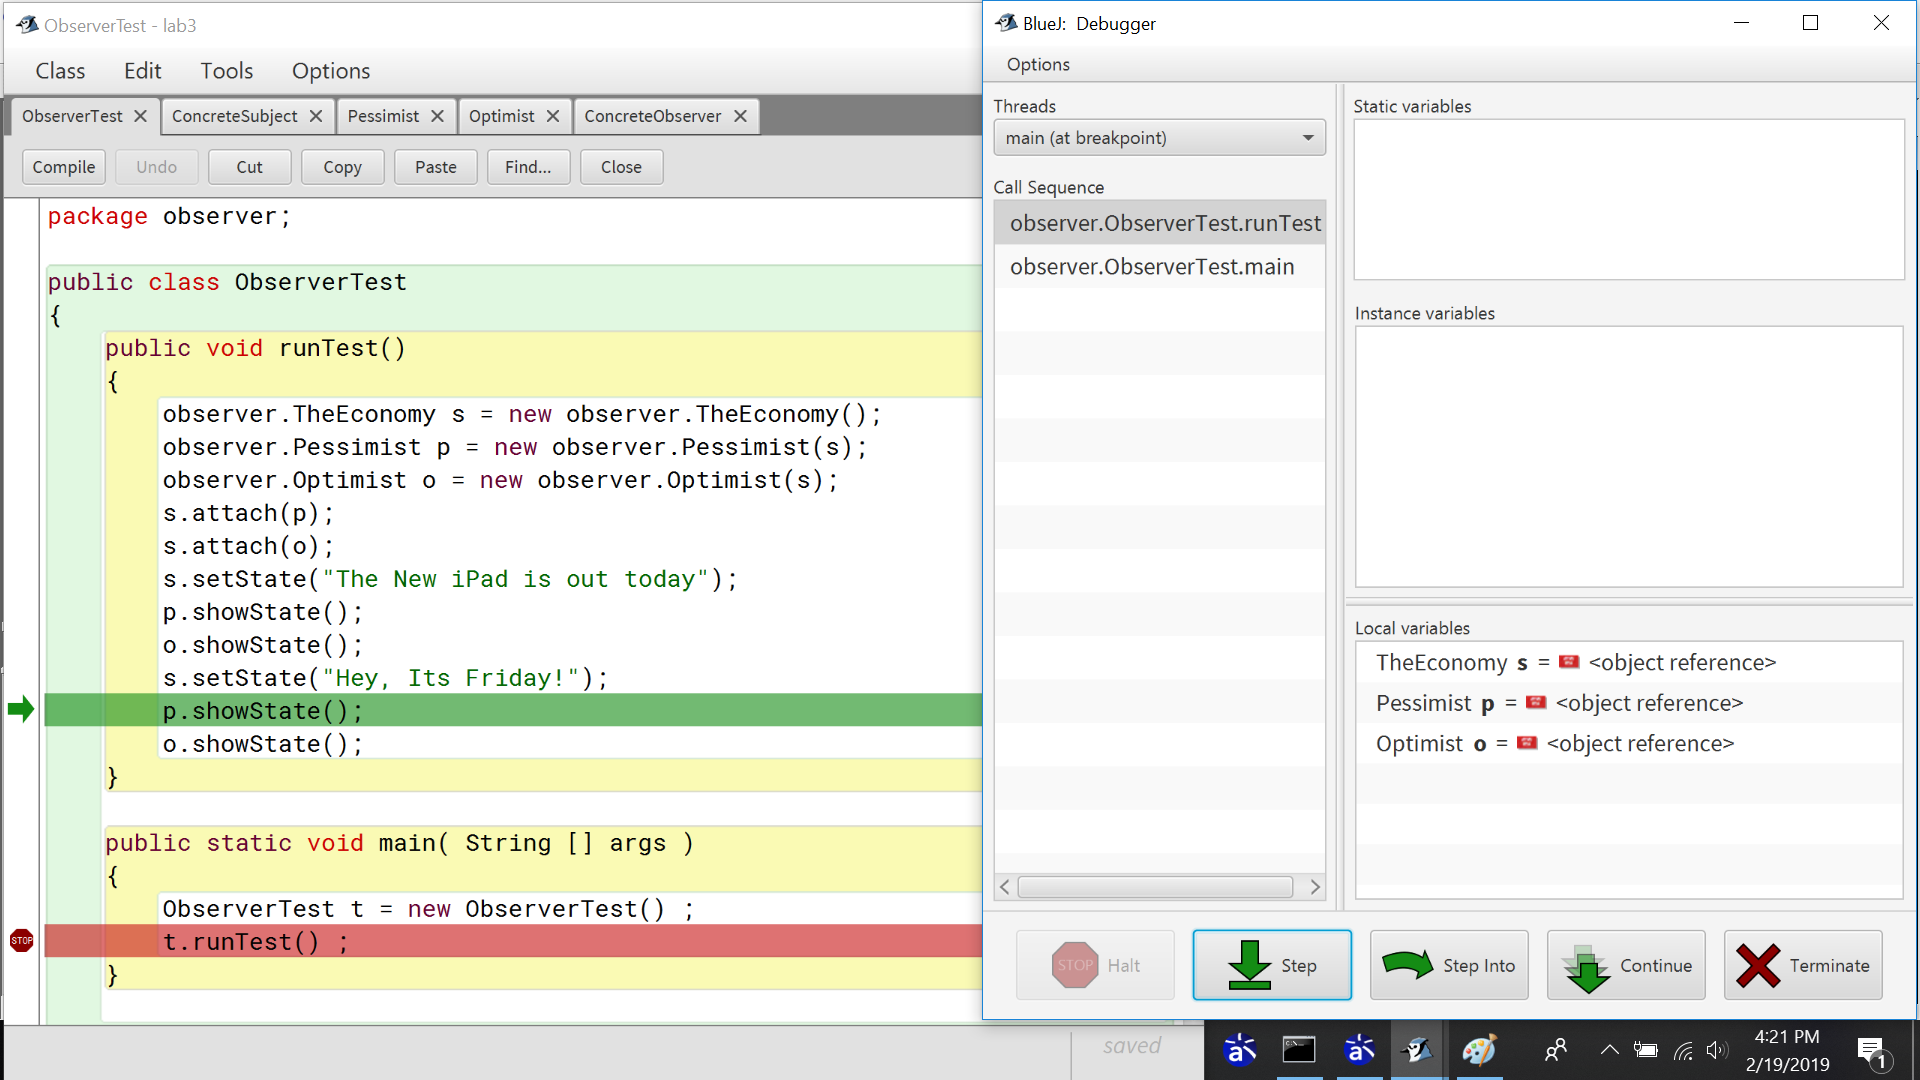 ObserverTest - lab3
Class Edit Tools Options
ObserverTest ConcreteSubject Pessimist Optimist ConcreteObserver
Compile Undo Cut Copy Paste Find... Close
package observer;
public class ObserverTest
{
public void runTest()
{
observer.TheEconomy s = new observer.TheEconomy();
observer.Pessimist p = new observer.Pessimist(s);
observer.Optimist o = new observer.Optimist(s);
s.attach(p);
s.attach(o);
s.setState("The New iPad is out today");
p.showState();
o.showState();
s.setState("Hey, Its Friday!");
p.showState();
o.showState();
}
public static void main( String [] args )
{
ObserverTest t = new ObserverTest() ;
STOP t.runTest() ;
}
saved
BlueJ: Debugger
Options
Threads
main (at breakpoint)
Call Sequence
observer.ObserverTest.runTest
observer.ObserverTest.main
Static variables
Instance variables
Local variables
TheEconomy s = <object reference>
Pessimist p = <object reference>
Optimist o = <object reference>
STOP Halt Step Step Into Continue Terminate
4:21 PM
2/19/2019
1